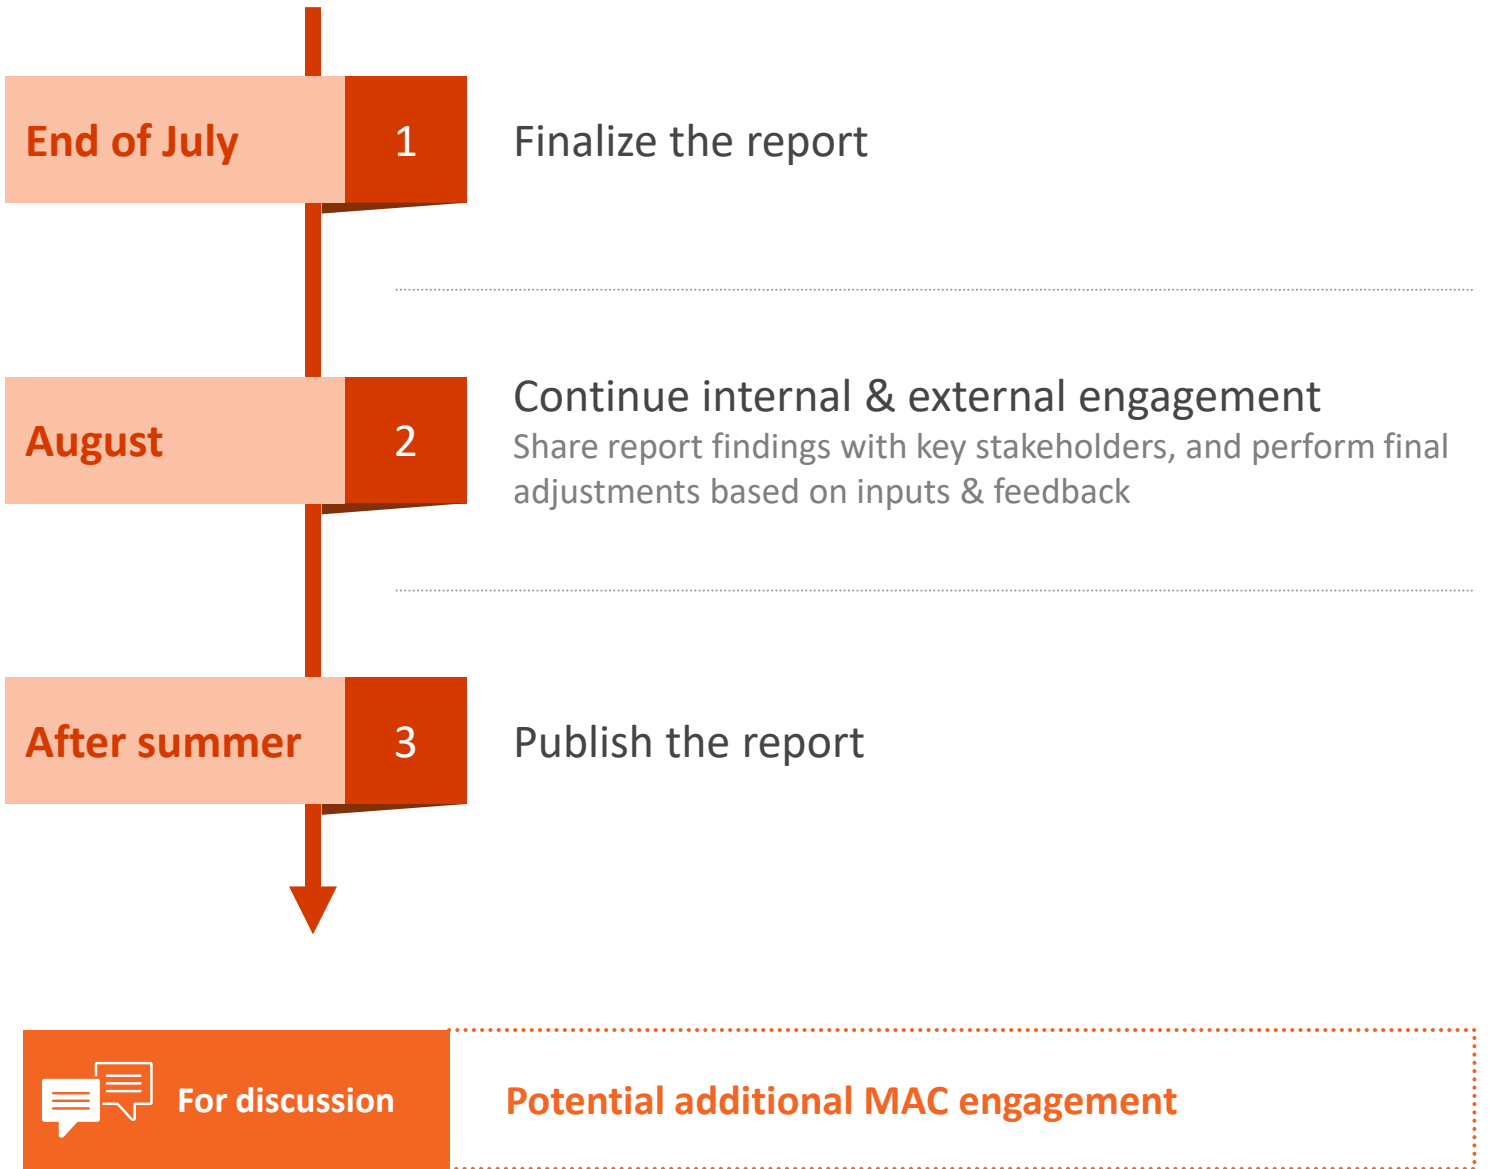 End of July
1
Finalize the report
August
2
Continue internal & external engagement
Share report findings with key stakeholders, and perform final
adjustments based on inputs & feedback
After summer
3
Publish the report
For discussion
Potential additional MAC engagement